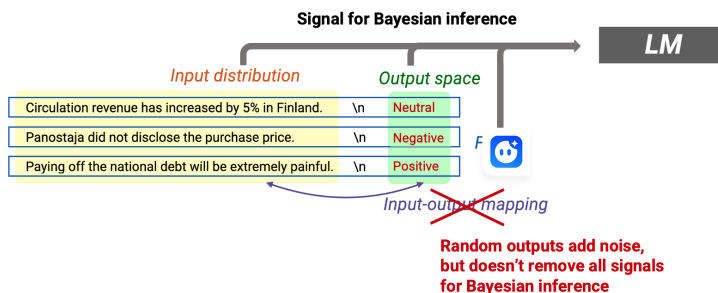 Signal for Bayesian inference
LM
Input distribution
Output space
Circulation revenue has increased by 5% in Finland. \n Neutral
Panostaja did not disclose the purchase price. \n Negative
Paying off the national debt will be extremely painful. \n Positive
Input-output mapping
Random outputs add noise,
but doesn’t remove all signals
for Bayesian inference